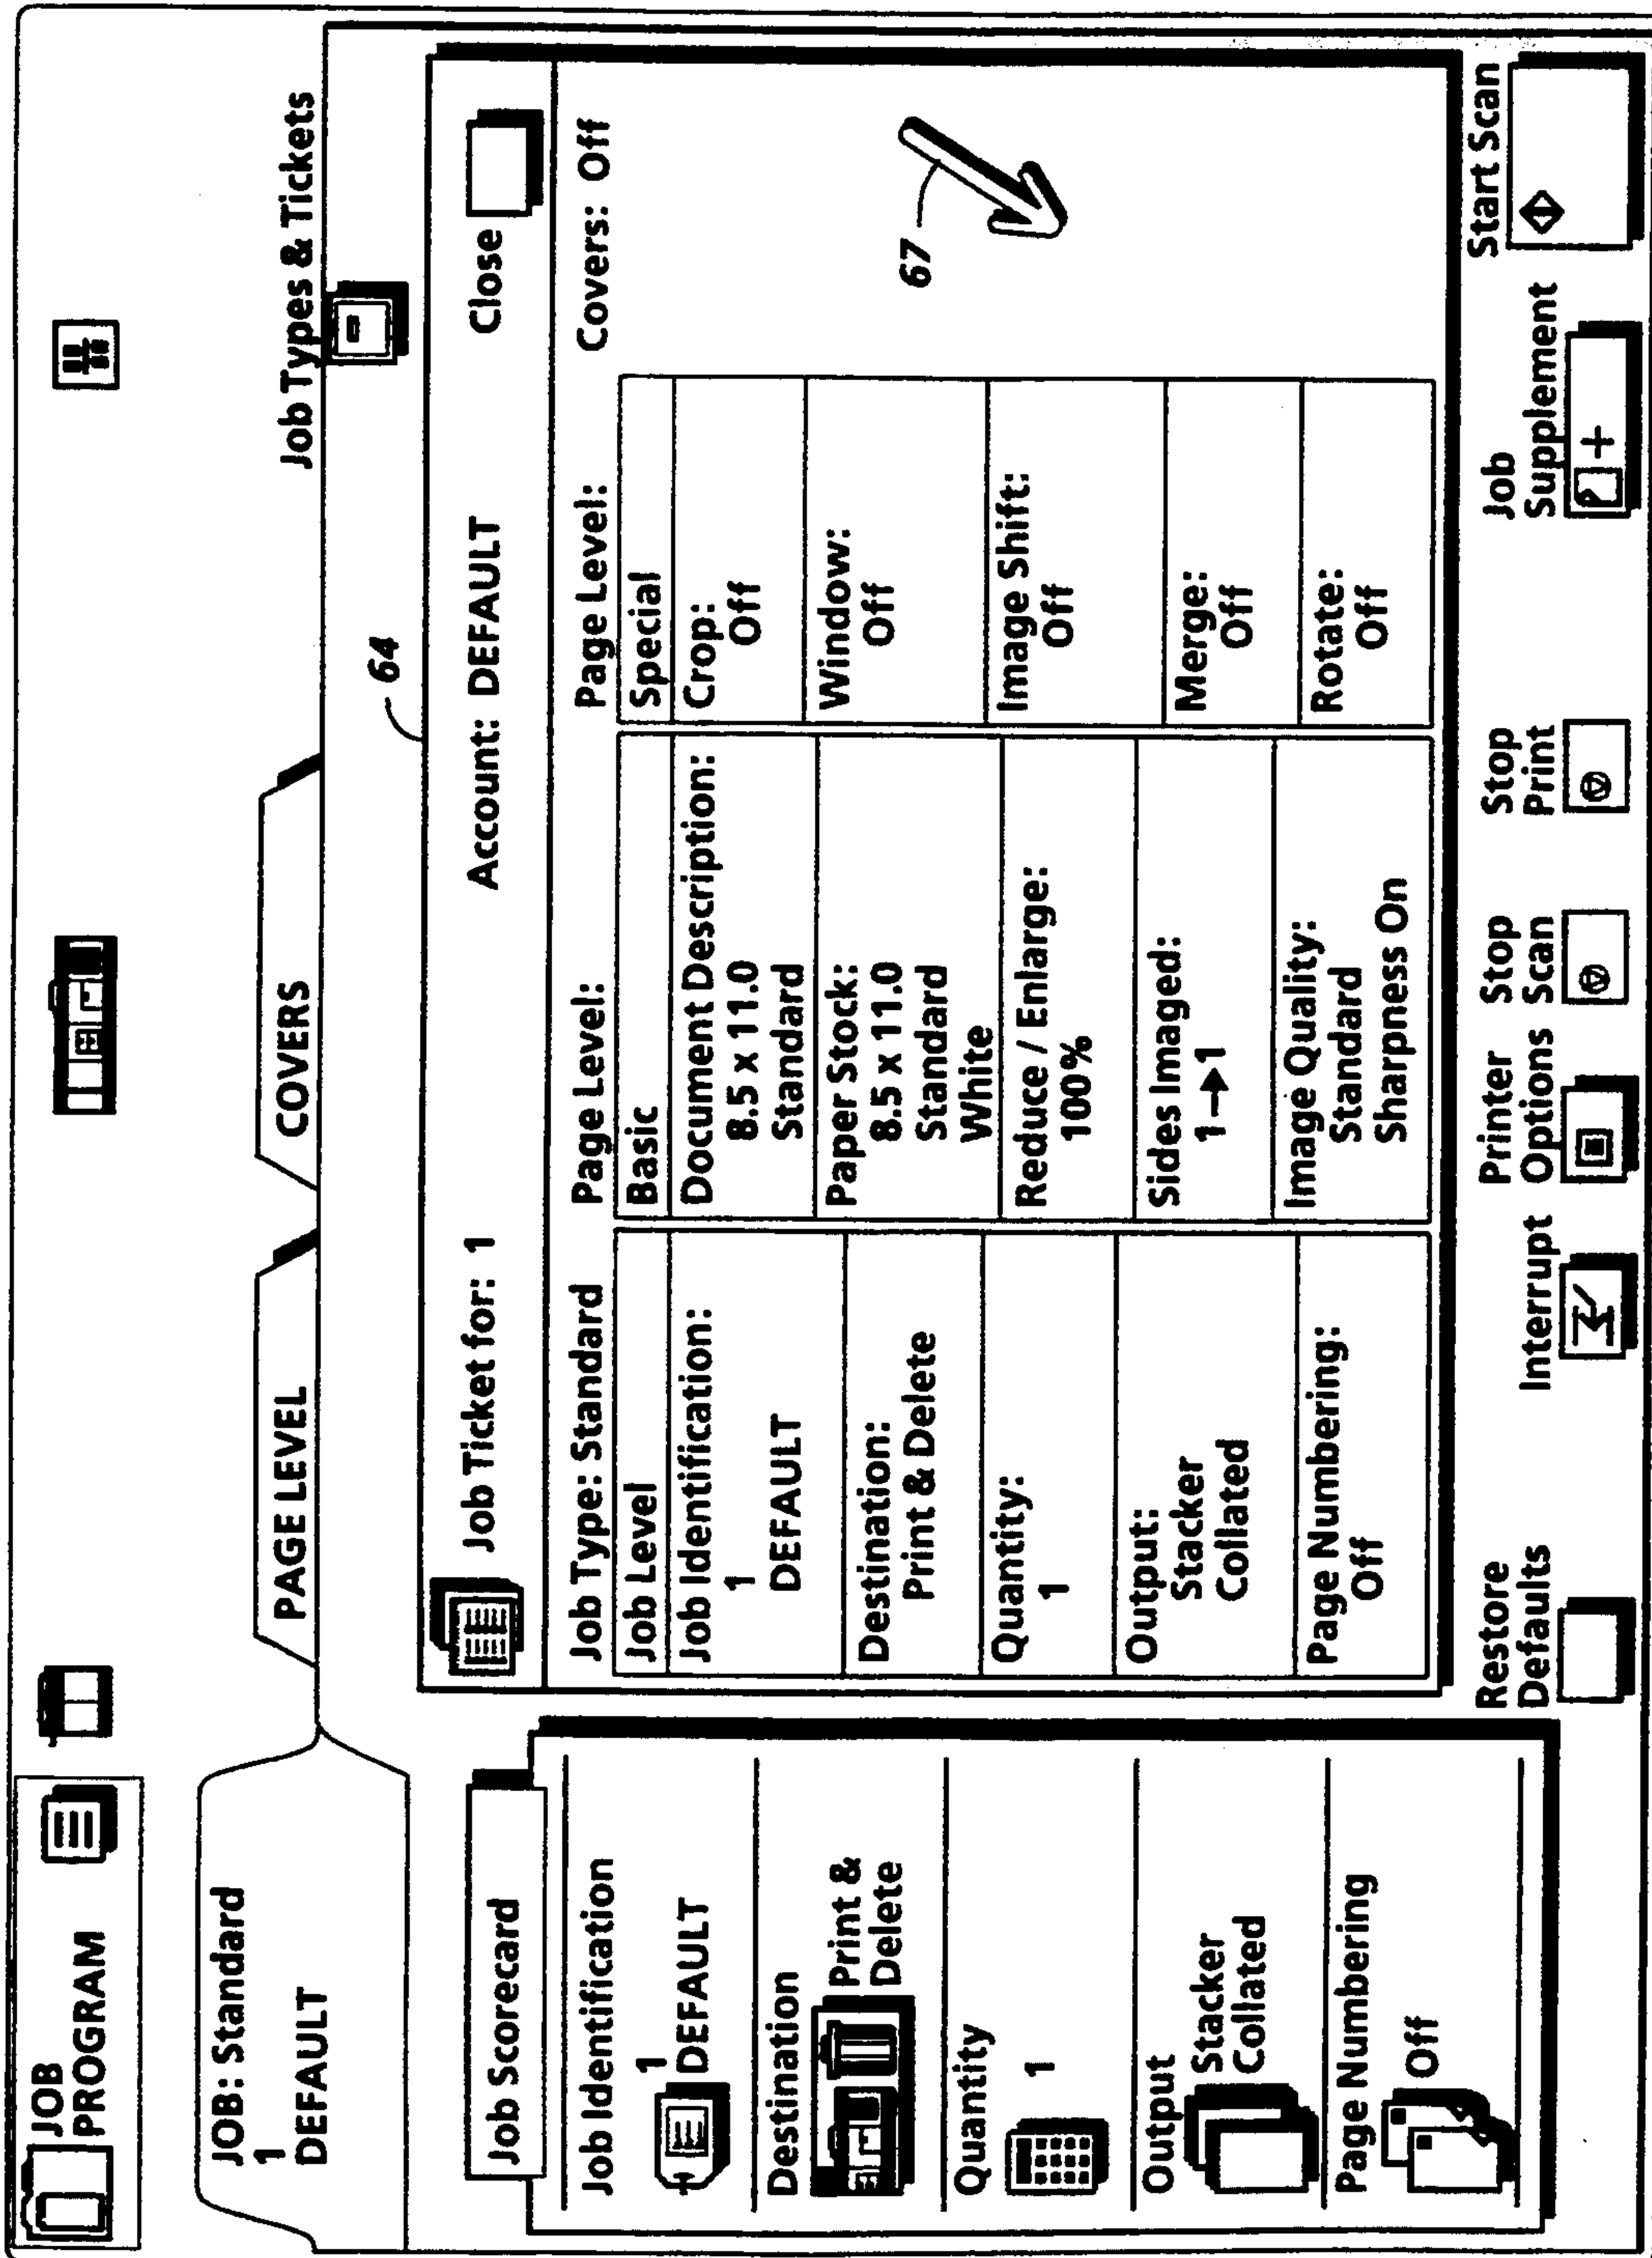 JOB
PROGRAM
JOB: Standard
1
DEFAULT
PAGE LEVEL
COVERS
Job Types & Tickets
Job Scorecard
Job Identification
1
DEFAULT
Destination
Print &
Delete
Quantity
1
Output
Stacker
Collated
Page Numbering
Off
64
Job Ticket for: 1
Account: DEFAULT
Close
Job Type: Standard
Job Level
Job Identification:
1
DEFAULT
Destination:
Print & Delete
Quantity:
1
Output:
Stacker
Collated
Page Numbering:
Off
Page Level:
Basic
Document Description:
8.5 x 11.0
Standard
Paper Stock:
8.5 x 11.0
Standard
White
Reduce / Enlarge:
100%
Sides Imaged:
1→1
Image Quality:
Standard
Sharpness On
Page Level:
Special
Crop:
Off
Window:
Off
Image Shift:
Off
Merge:
Off
Rotate:
Off
Covers: Off
67
Restore
Defaults
Interrupt
Printer
Options
Stop
Scan
Stop
Print
Job
Supplement
Start Scan